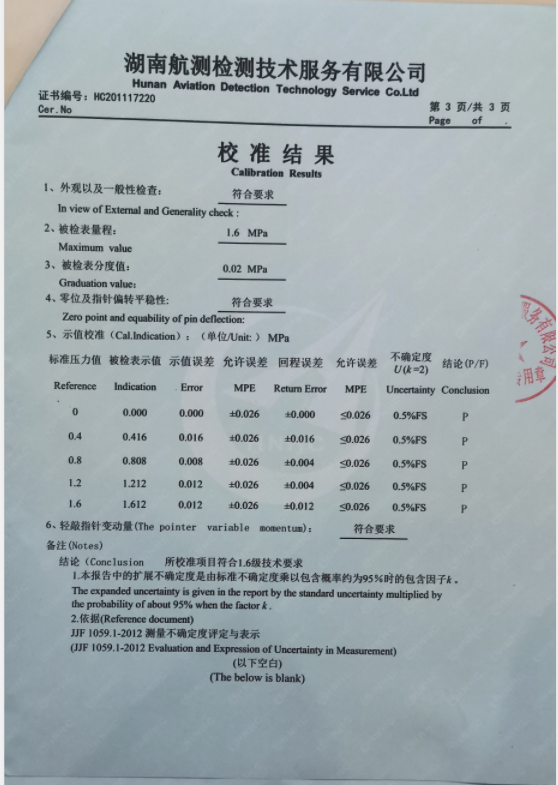 湖南航测检测技术服务有限公司
Hunan Aviation Detection Technology Service Co.Ltd
证书编号：HC201117220
Cer.No
第 3 页/共 3 页
Page of .
校 准 结 果
Calibration Results
1、外观以及一般性检查： 符合要求
In view of External and Generality check :
2、被检表量程： 1.6 MPa
Maximum value
3、被检表分度值： 0.02 MPa
Graduation value:
4、零位及指针偏转平稳性: 符合要求
Zero point and equability of pin deflection:
5、示值校准（Cal.Indication）：（单位/Unit: ）MPa
标准压力值 被检表示值 示值误差 允许误差 回程误差 允许误差 不确定度 U(k=2) 结论(P/F)
Reference Indication . Error MPE Return Error MPE Uncertainty Conclusion
0 0.000 0.000 ±0.026 ±0.000 ≤0.026 0.5%FS P
0.4 0.416 0.016 ±0.026 ±0.016 ≤0.026 0.5%FS P
0.8 0.808 0.008 ±0.026 ±0.004 ≤0.026 0.5%FS P
1.2 1.212 0.012 ±0.026 ±0.004 ≤0.026 0.5%FS P
1.6 1.612 0.012 ±0.026 ±0.012 ≤0.026 0.5%FS P
6、轻敲指针变动量(The pointer variable momentum)： 符合要求
备注(Notes)
结论（Conclusion 所校准项目符合1.6级技术要求
1.本报告中的扩展不确定度是由标准不确定度乘以包含概率约为95%时的包含因子k。
The expanded uncertainty is given in the report by the standard uncertainty multiplied by
the probability of about 95% when the factor k .
2.依据(Reference document)
JJF 1059.1-2012 测量不确定度评定与表示
(JJF 1059.1-2012 Evaluation and Expression of Uncertainty in Measurement)
(以下空白)
(The below is blank)
服务有限公司
专用章